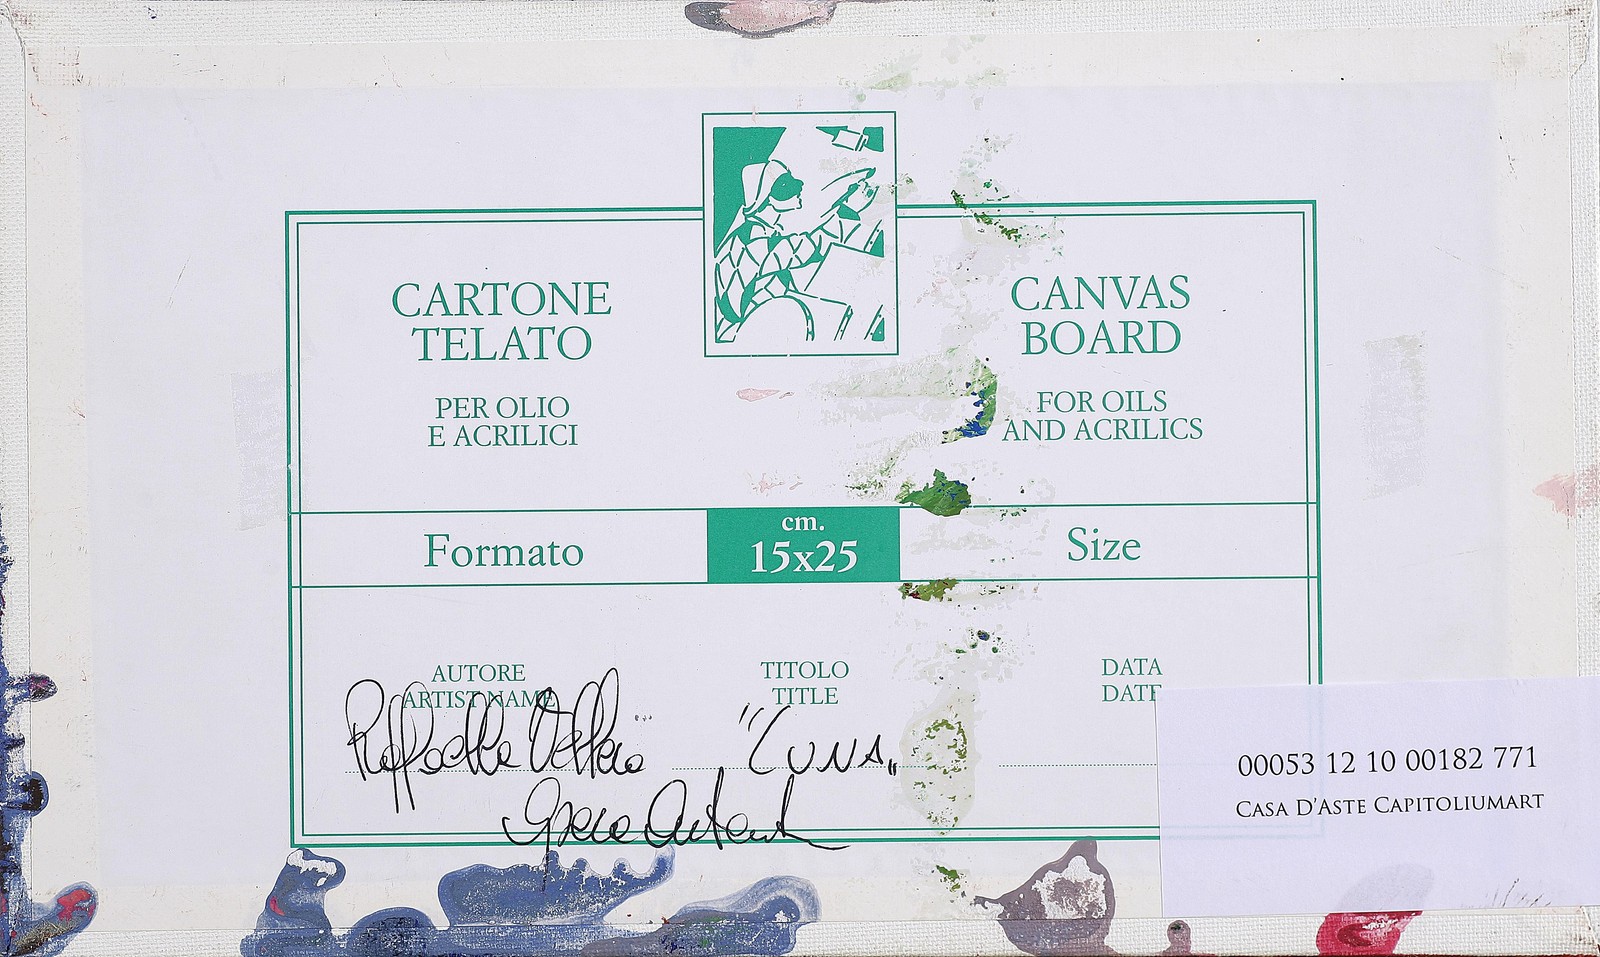 CARTONE
TELATO
PER OLIO
E ACRILICI
CANVAS
BOARD
FOR OILS
AND ACRILICS
Formato
cm.
15x25
Size
AUTORE
ARTIST NAME
TITOLO
TITLE
DATA
DATE
Raffaella
"LUNA"
00053 12 10 00182 771
CASA D'ASTE CAPITOLIUMART